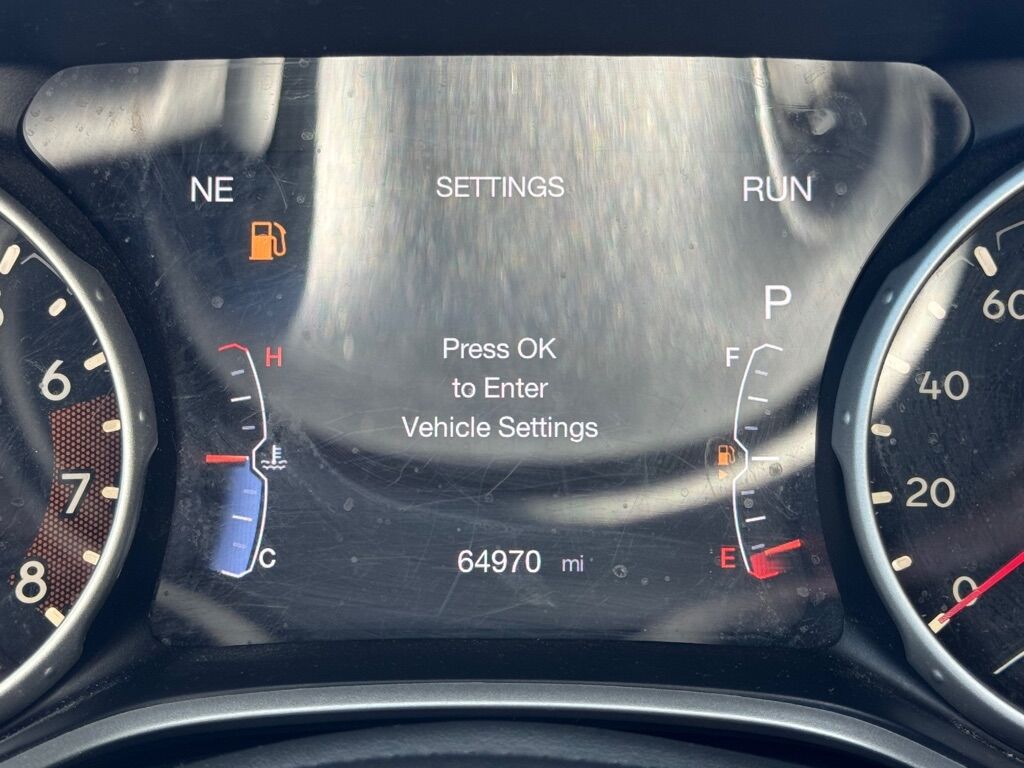 NE SETTINGS RUN
P
Press OK
to Enter
Vehicle Settings
H
F
C
E
64970 mi
6
7
8
60
40
20
0